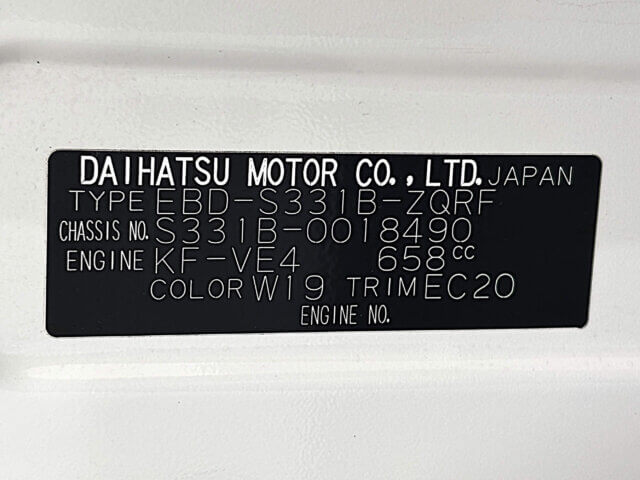 DAIHATSU MOTOR CO.,LTD. JAPAN
TYPE EBD-S331B-ZQRF
CHASSIS NO. S331B-0018490
ENGINE KF-VE4 658cc
COLOR W19 TRIM EC20
ENGINE NO.